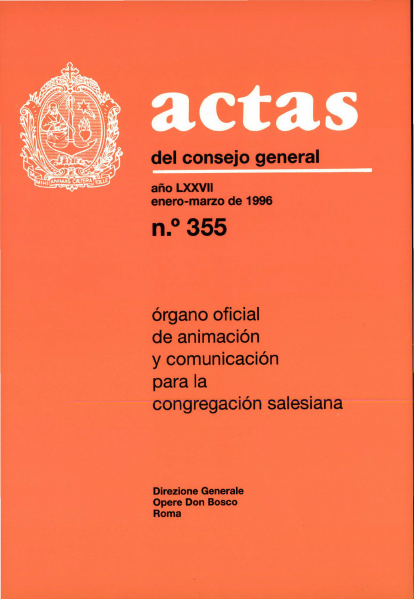 actas
del consejo general
año LXXVII
enero-marzo de 1996
n.º 355
órgano oficial
de animación
y comunicación
para la
congregación salesiana
Direzione Generale
Opere Don Bosco
Roma